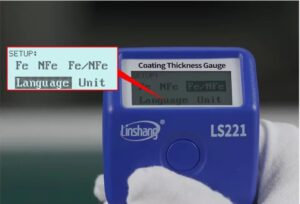 SETUP:
Fe NFe Fe/NFe
Language Unit
Coating Thickness Gauge
SETUP:
Fe NFe Fe/NFe
Language Unit
Linshang
LS221